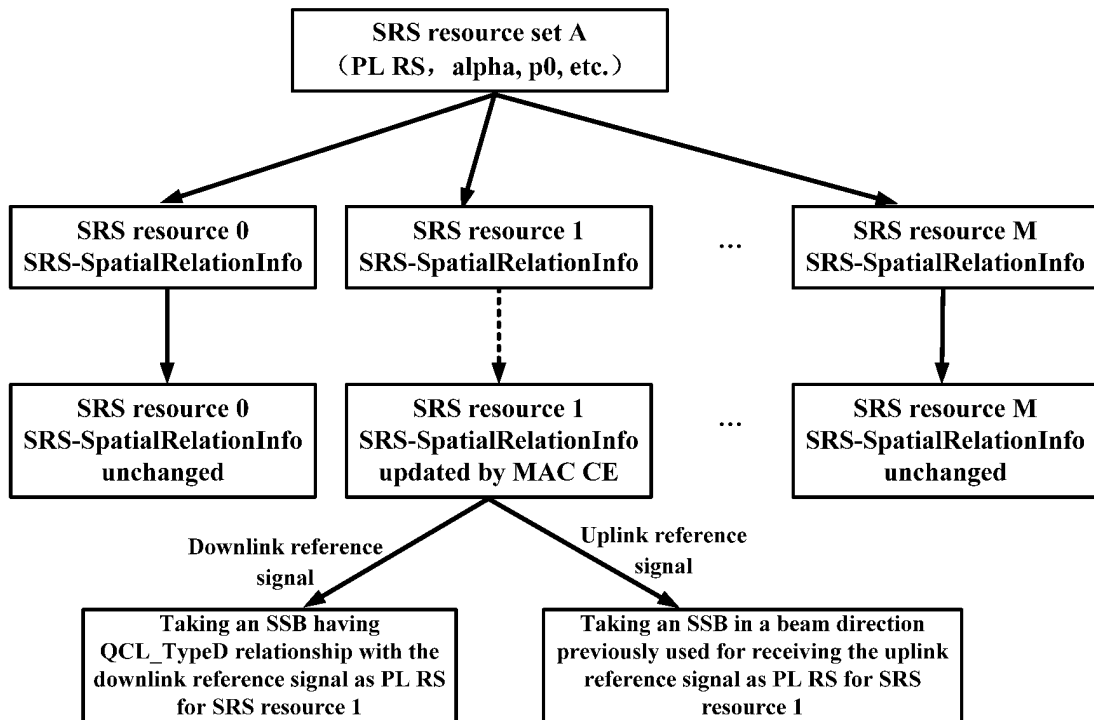 SRS resource set A
（PL RS，alpha, p0, etc.）
SRS resource 0
SRS-SpatialRelationInfo
SRS resource 1
SRS-SpatialRelationInfo
...
SRS resource M
SRS-SpatialRelationInfo
SRS resource 0
SRS-SpatialRelationInfo
unchanged
SRS resource 1
SRS-SpatialRelationInfo
updated by MAC CE
...
SRS resource M
SRS-SpatialRelationInfo
unchanged
Downlink reference
signal
Uplink reference
signal
Taking an SSB having
QCL_TypeD relationship with the
downlink reference signal as PL RS
for SRS resource 1
Taking an SSB in a beam direction
previously used for receiving the uplink
reference signal as PL RS for SRS
resource 1